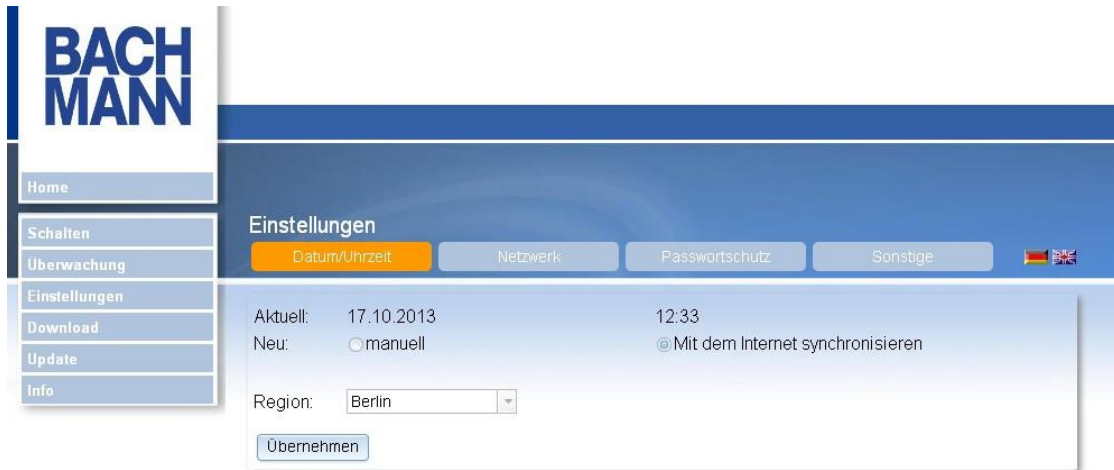 BACH
MANN
Home
Schalten
Überwachung
Einstellungen
Download
Update
Info
Einstellungen
Datum/Uhrzeit Netzwerk Passwortschutz Sonstige
Aktuell: 17.10.2013 12:33
Neu: manuell Mit dem Internet synchronisieren
Region: Berlin
Übernehmen